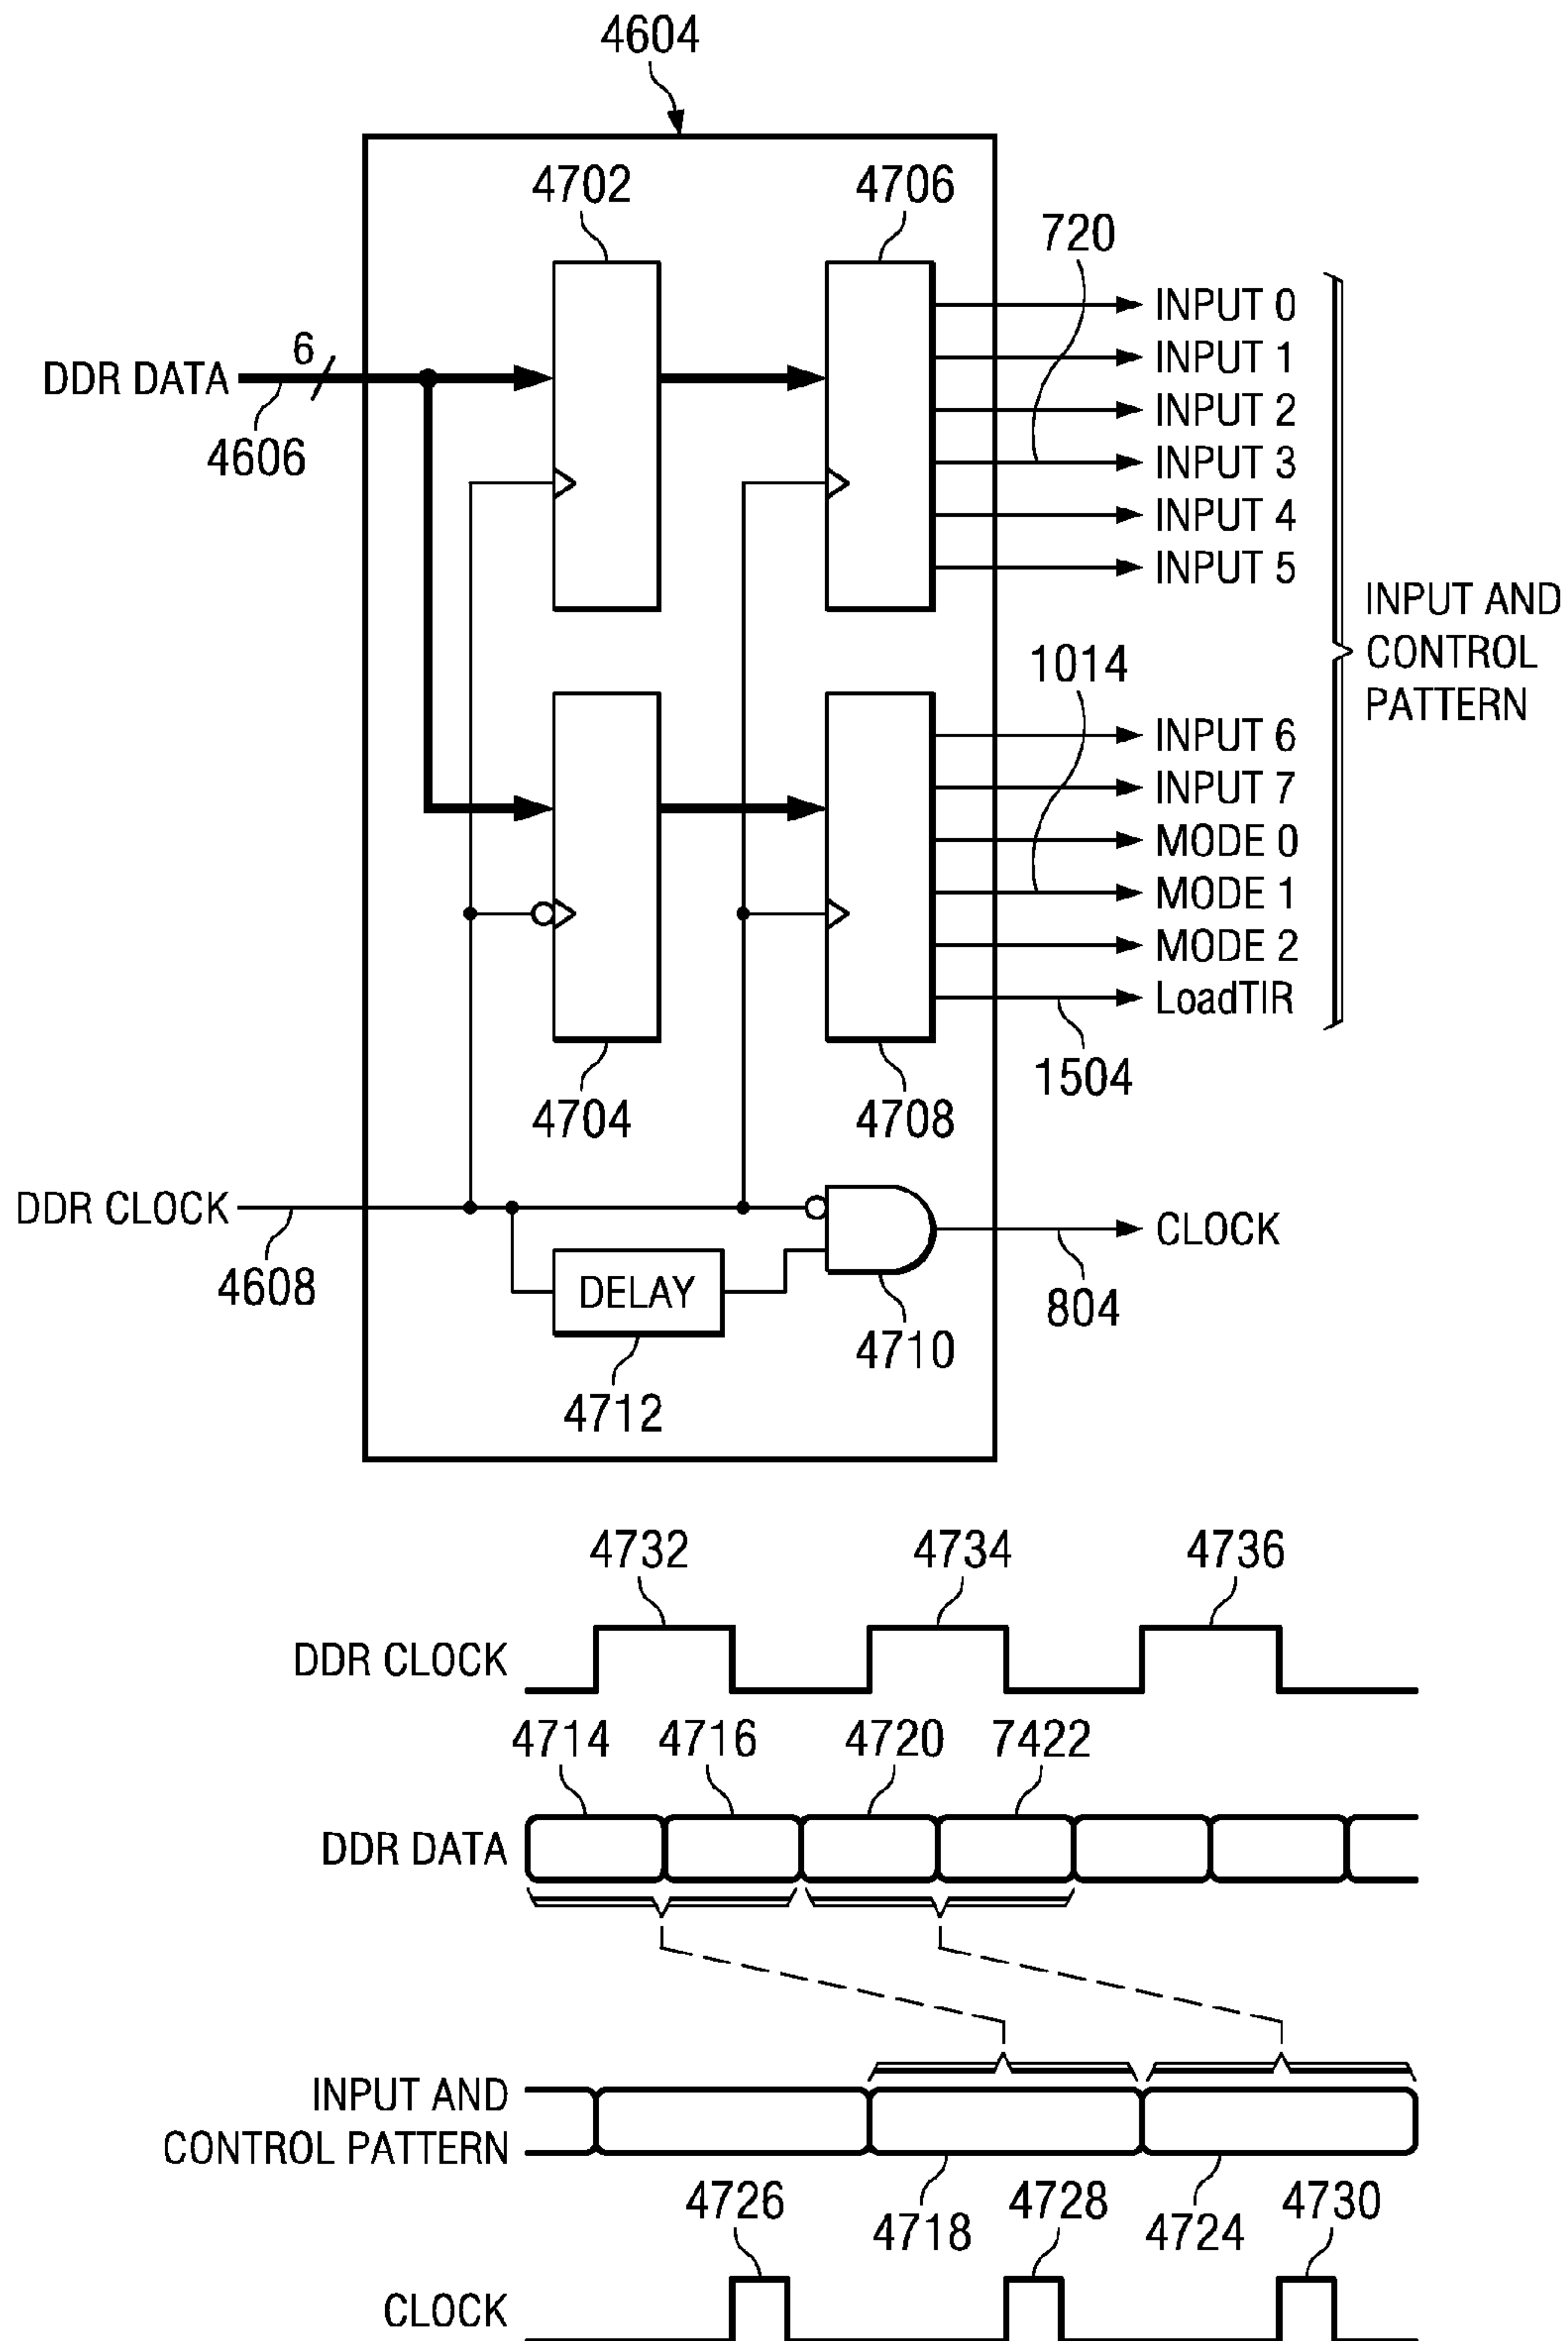 4604
4702
4706
720
INPUT 0
INPUT 1
INPUT 2
INPUT 3
INPUT 4
INPUT 5
6
DDR DATA
4606
INPUT AND
CONTROL
PATTERN
1014
INPUT 6
INPUT 7
MODE 0
MODE 1
MODE 2
LoadTIR
1504
4704
4708
DDR CLOCK
4608
DELAY
CLOCK
804
4710
4712
4732
4734
4736
DDR CLOCK
4714
4716
4720
7422
DDR DATA
INPUT AND
CONTROL PATTERN
4726
4718
4728
4724
4730
CLOCK